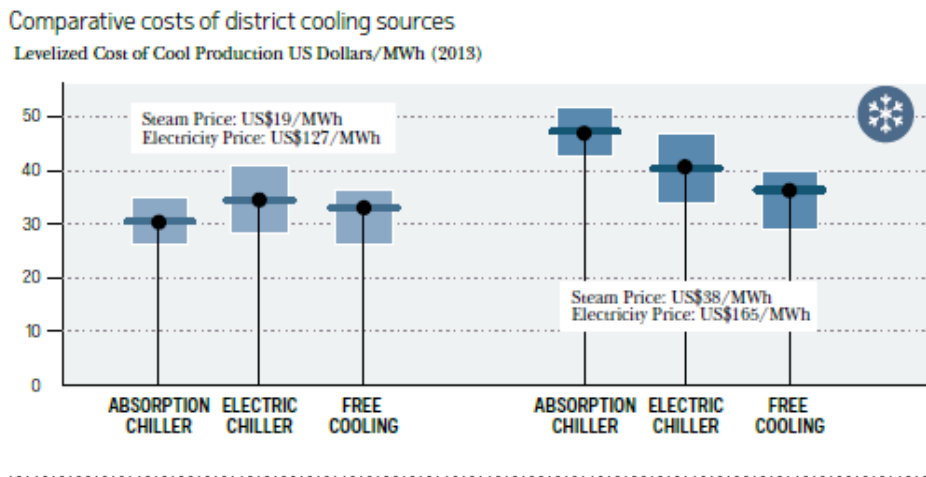 Comparative costs of district cooling sources
Levelized Cost of Cool Production US Dollars/MWh (2013)
50
40
30
20
10
0
Steam Price: US$19/MWh
Electricity Price: US$127/MWh
Steam Price: US$38/MWh
Electricity Price: US$165/MWh
ABSORPTION
CHILLER
ELECTRIC
CHILLER
FREE
COOLING
ABSORPTION
CHILLER
ELECTRIC
CHILLER
FREE
COOLING